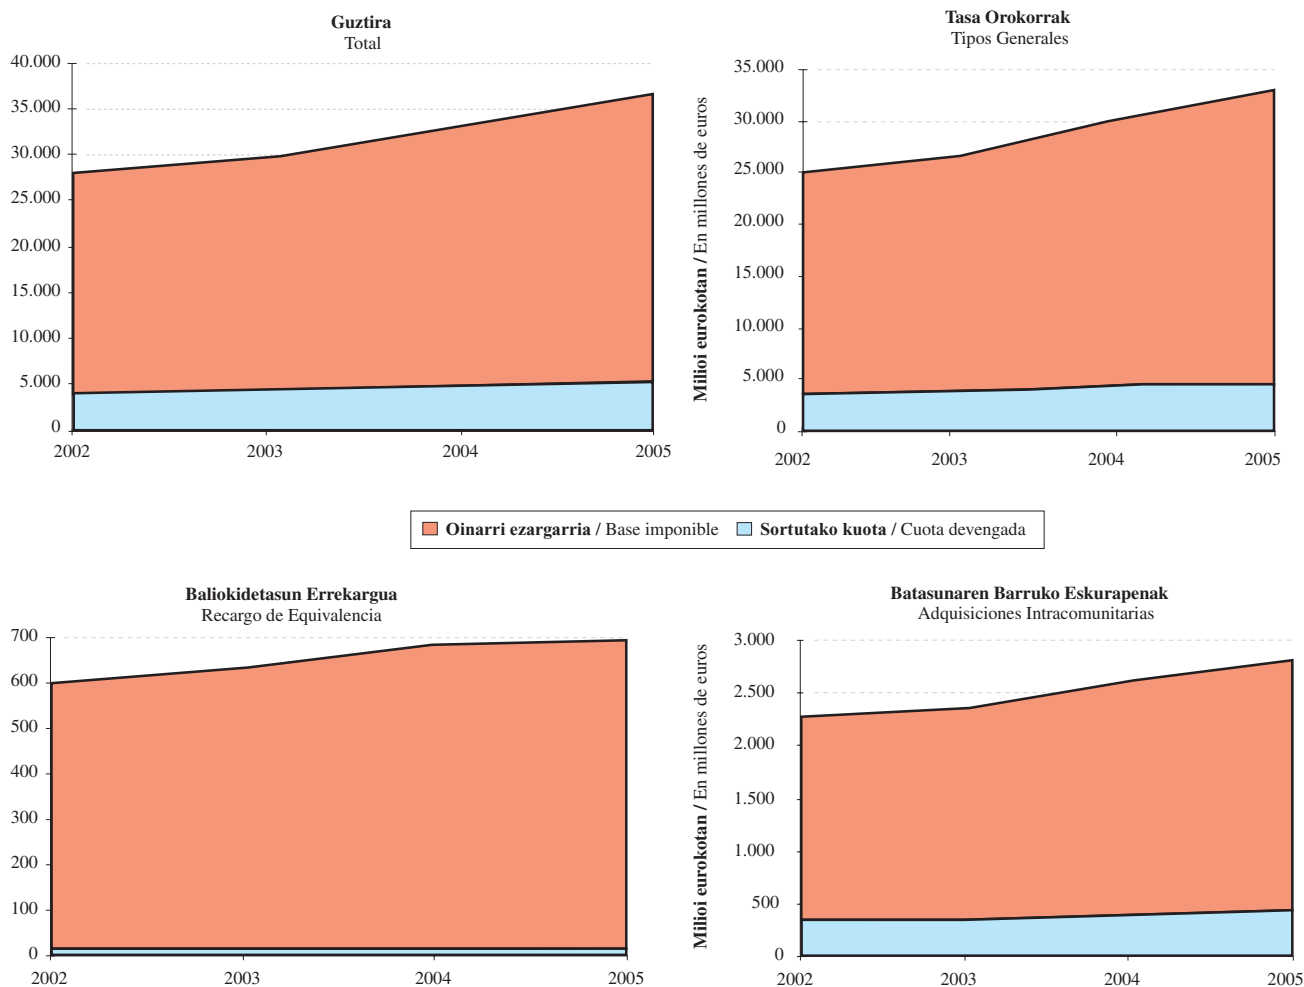 Guztira
Total
40.000
35.000
30.000
25.000
20.000
15.000
10.000
5.000
0
2002 2003 2004 2005
Tasa Orokorrak
Tipos Generales
Milioi eurokotan / En millones de euros
35.000
30.000
25.000
20.000
15.000
10.000
5.000
0
2002 2003 2004 2005
Oinarri ezargarria / Base imponible Sortutako kuota / Cuota devengada
Baliokidetasun Errekargua
Recargo de Equivalencia
700
600
500
400
300
200
100
0
2002 2003 2004 2005
Batasunaren Barruko Eskurapenak
Adquisiciones Intracomunitarias
Milioi eurokotan / En millones de euros
3.000
2.500
2.000
1.500
1.000
500
0
2002 2003 2004 2005